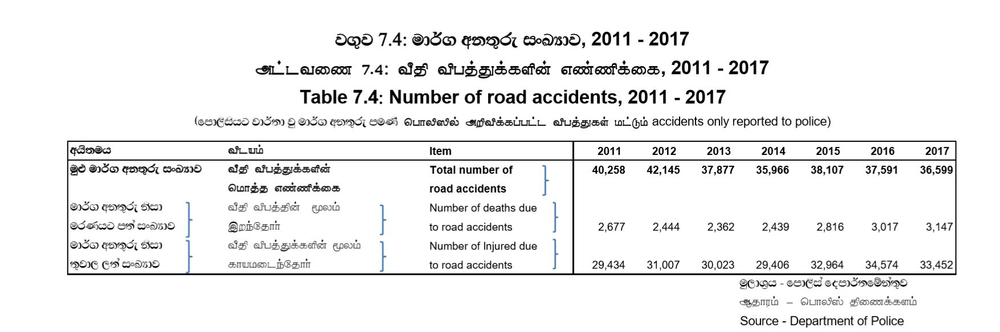 වගුව 7.4: මාර්ග අනතුරු සංඛ්‍යාව, 2011 - 2017
அட்டவணை 7.4: வீதி விபத்துக்களின் எண்ணிக்கை, 2011 - 2017
Table 7.4: Number of road accidents, 2011 - 2017
(පොලිසියට වාර්තා වු මාර්ග අනතුරු පමණි பொலிஸில் அறிவிக்கப்பட்ட விபத்துகள் மட்டும் accidents only reported to police)
අයිතමය விடயம் Item 2011 2012 2013 2014 2015 2016 2017
මුළු මාර්ග අනතුරු සංඛ්‍යාව வீதி விபத்துக்களின் Total number of 40,258 42,145 37,877 35,966 38,107 37,591 36,599
மொத்த எண்ணிக்கை road accidents
මාර්ග අනතුරු නිසා வீதி விபத்தின் மூலம் Number of deaths due
මරණයට පත් සංඛ්‍යාව இறந்தோர் to road accidents 2,677 2,444 2,362 2,439 2,816 3,017 3,147
මාර්ග අනතුරු නිසා வீதி விபத்துக்களின் மூலம் Number of Injured due
තුවාල ලත් සංඛ්‍යාව காயமடைந்தோர் to road accidents 29,434 31,007 30,023 29,406 32,964 34,574 33,452
මුලාශ්‍රය - පොලිස් දෙපාර්තමේන්තුව
ஆதாரம் – பொலிஸ் திணைக்களம்
Source - Department of Police